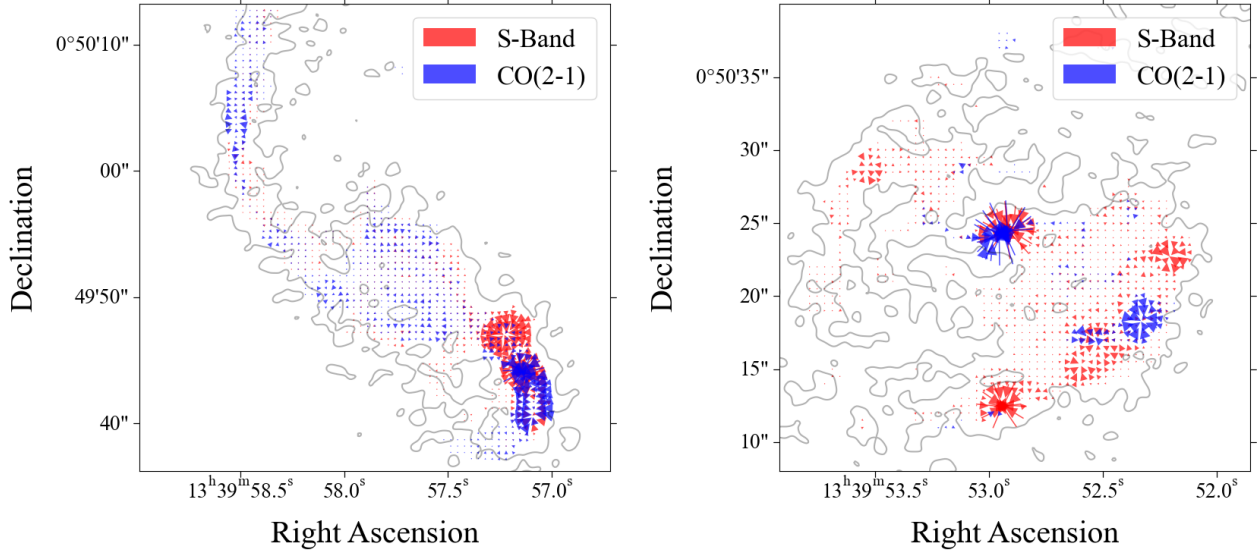 S-Band
CO(2-1)
0°50'10"
00"
49'50"
40"
Declination
13ʰ39ᵐ58.5ˢ
58.0ˢ
57.5ˢ
57.0ˢ
Right Ascension
S-Band
CO(2-1)
0°50'35"
30"
25"
20"
15"
10"
Declination
13ʰ39ᵐ53.5ˢ
53.0ˢ
52.5ˢ
52.0ˢ
Right Ascension